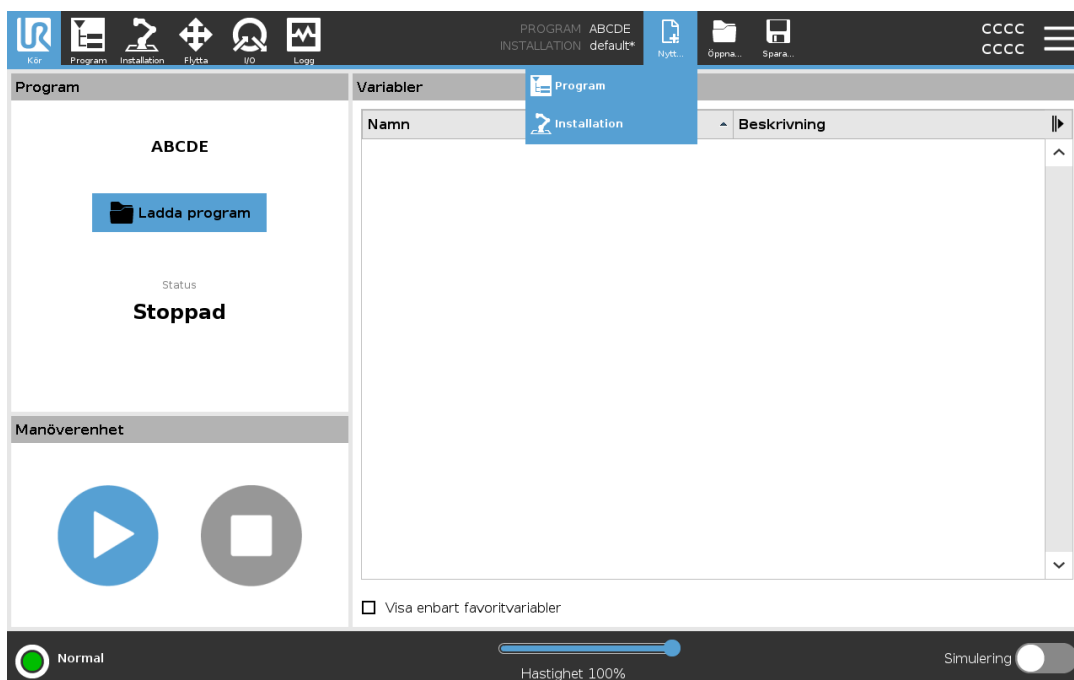 UR
Kör
Program
Installation
Flytta
I/O
Logg
PROGRAM ABCDE
INSTALLATION default*
Nytt...
Öppna...
Spara...
CCCC
CCCC
Program
Installation
Program
ABCDE
Ladda program
Status
Stoppad
Variabler
Namn
Beskrivning
Visa enbart favoritvariabler
Manöverenhet
Normal
Hastighet 100%
Simulering